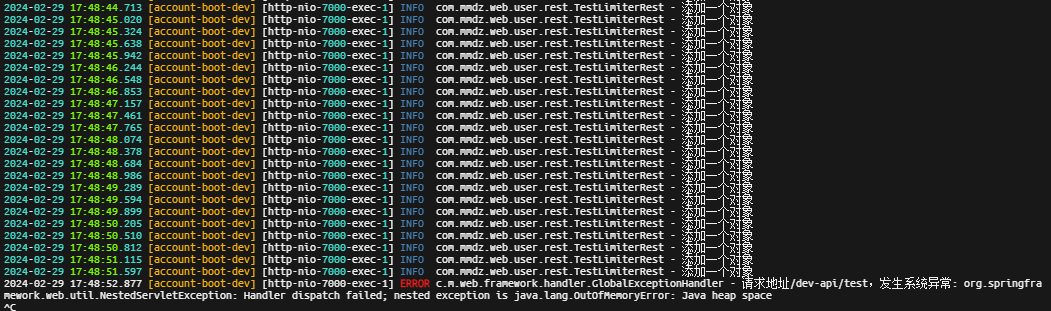 2024-02-29 17:48:44.713 [account-boot-dev] [http-nio-7000-exec-1] INFO  com.mmdz.web.user.rest.TestLimiterRest - 添加一个对象
2024-02-29 17:48:45.020 [account-boot-dev] [http-nio-7000-exec-1] INFO  com.mmdz.web.user.rest.TestLimiterRest - 添加一个对象
2024-02-29 17:48:45.324 [account-boot-dev] [http-nio-7000-exec-1] INFO  com.mmdz.web.user.rest.TestLimiterRest - 添加一个对象
2024-02-29 17:48:45.638 [account-boot-dev] [http-nio-7000-exec-1] INFO  com.mmdz.web.user.rest.TestLimiterRest - 添加一个对象
2024-02-29 17:48:45.942 [account-boot-dev] [http-nio-7000-exec-1] INFO  com.mmdz.web.user.rest.TestLimiterRest - 添加一个对象
2024-02-29 17:48:46.244 [account-boot-dev] [http-nio-7000-exec-1] INFO  com.mmdz.web.user.rest.TestLimiterRest - 添加一个对象
2024-02-29 17:48:46.548 [account-boot-dev] [http-nio-7000-exec-1] INFO  com.mmdz.web.user.rest.TestLimiterRest - 添加一个对象
2024-02-29 17:48:46.853 [account-boot-dev] [http-nio-7000-exec-1] INFO  com.mmdz.web.user.rest.TestLimiterRest - 添加一个对象
2024-02-29 17:48:47.157 [account-boot-dev] [http-nio-7000-exec-1] INFO  com.mmdz.web.user.rest.TestLimiterRest - 添加一个对象
2024-02-29 17:48:47.461 [account-boot-dev] [http-nio-7000-exec-1] INFO  com.mmdz.web.user.rest.TestLimiterRest - 添加一个对象
2024-02-29 17:48:47.765 [account-boot-dev] [http-nio-7000-exec-1] INFO  com.mmdz.web.user.rest.TestLimiterRest - 添加一个对象
2024-02-29 17:48:48.074 [account-boot-dev] [http-nio-7000-exec-1] INFO  com.mmdz.web.user.rest.TestLimiterRest - 添加一个对象
2024-02-29 17:48:48.378 [account-boot-dev] [http-nio-7000-exec-1] INFO  com.mmdz.web.user.rest.TestLimiterRest - 添加一个对象
2024-02-29 17:48:48.684 [account-boot-dev] [http-nio-7000-exec-1] INFO  com.mmdz.web.user.rest.TestLimiterRest - 添加一个对象
2024-02-29 17:48:48.986 [account-boot-dev] [http-nio-7000-exec-1] INFO  com.mmdz.web.user.rest.TestLimiterRest - 添加一个对象
2024-02-29 17:48:49.289 [account-boot-dev] [http-nio-7000-exec-1] INFO  com.mmdz.web.user.rest.TestLimiterRest - 添加一个对象
2024-02-29 17:48:49.594 [account-boot-dev] [http-nio-7000-exec-1] INFO  com.mmdz.web.user.rest.TestLimiterRest - 添加一个对象
2024-02-29 17:48:49.899 [account-boot-dev] [http-nio-7000-exec-1] INFO  com.mmdz.web.user.rest.TestLimiterRest - 添加一个对象
2024-02-29 17:48:50.205 [account-boot-dev] [http-nio-7000-exec-1] INFO  com.mmdz.web.user.rest.TestLimiterRest - 添加一个对象
2024-02-29 17:48:50.510 [account-boot-dev] [http-nio-7000-exec-1] INFO  com.mmdz.web.user.rest.TestLimiterRest - 添加一个对象
2024-02-29 17:48:50.812 [account-boot-dev] [http-nio-7000-exec-1] INFO  com.mmdz.web.user.rest.TestLimiterRest - 添加一个对象
2024-02-29 17:48:51.115 [account-boot-dev] [http-nio-7000-exec-1] INFO  com.mmdz.web.user.rest.TestLimiterRest - 添加一个对象
2024-02-29 17:48:51.597 [account-boot-dev] [http-nio-7000-exec-1] INFO  com.mmdz.web.user.rest.TestLimiterRest - 添加一个对象
2024-02-29 17:48:52.877 [account-boot-dev] [http-nio-7000-exec-1] ERROR c.m.web.framework.handler.GlobalExceptionHandler - 请求地址/dev-api/test，发生系统异常: org.springfra
mework.web.util.NestedServletException: Handler dispatch failed; nested exception is java.lang.OutOfMemoryError: Java heap space
^C